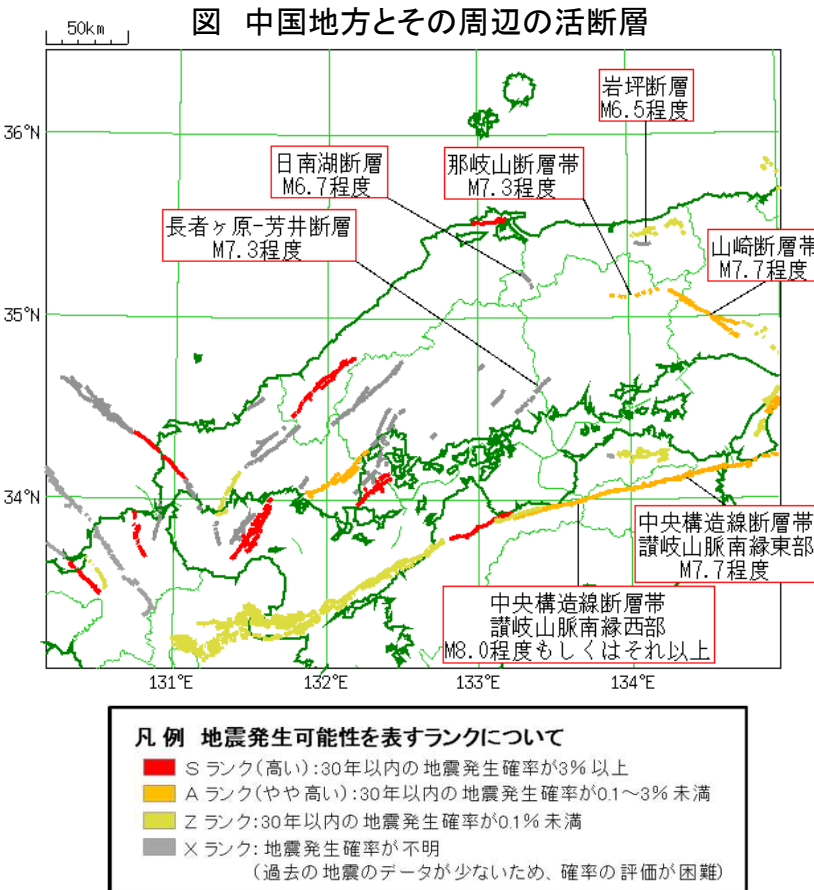 図 中国地方とその周辺の活断層
50km
岩坪断層
M6.5程度
36°N
日南湖断層
M6.7程度
那岐山断層帯
M7.3程度
長者ヶ原-芳井断層
M7.3程度
山崎断層帯
M7.7程度
35°N
34°N
中央構造線断層帯
讃岐山脈南縁東部
M7.7程度
中央構造線断層帯
讃岐山脈南縁西部
M8.0程度もしくはそれ以上
131°E
132°E
133°E
134°E
凡例 地震発生可能性を表すランクについて
Sランク(高い):30年以内の地震発生確率が3%以上
Aランク(やや高い):30年以内の地震発生確率が0.1~3%未満
Zランク:30年以内の地震発生確率が0.1%未満
Xランク:地震発生確率が不明
(過去の地震のデータが少ないため、確率の評価が困難)